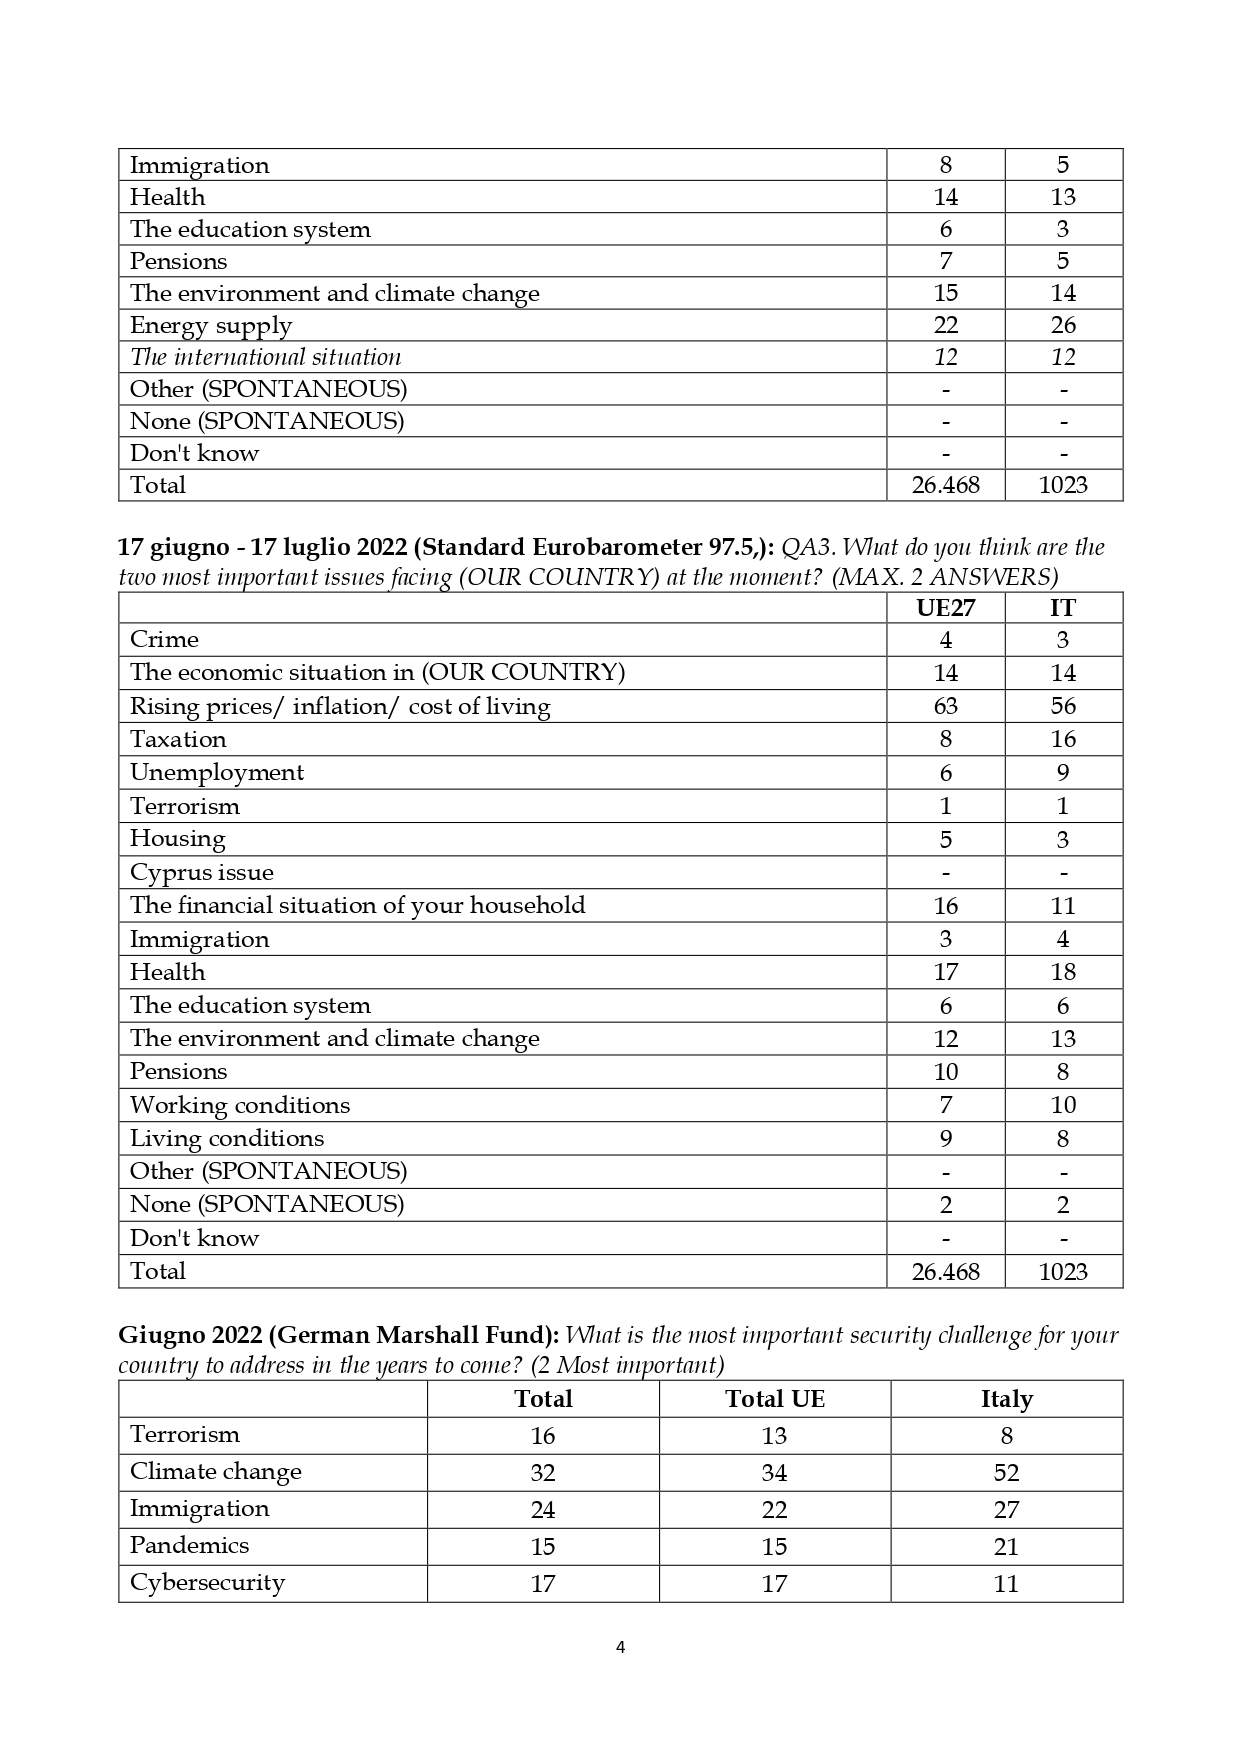 Immigration 8 5
Health 14 13
The education system 6 3
Pensions 7 5
The environment and climate change 15 14
Energy supply 22 26
The international situation 12 12
Other (SPONTANEOUS) - -
None (SPONTANEOUS) - -
Don't know - -
Total 26.468 1023
17 giugno - 17 luglio 2022 (Standard Eurobarometer 97.5,): QA3. What do you think are the
two most important issues facing (OUR COUNTRY) at the moment? (MAX. 2 ANSWERS)
UE27 IT
Crime 4 3
The economic situation in (OUR COUNTRY) 14 14
Rising prices/ inflation/ cost of living 63 56
Taxation 8 16
Unemployment 6 9
Terrorism 1 1
Housing 5 3
Cyprus issue - -
The financial situation of your household 16 11
Immigration 3 4
Health 17 18
The education system 6 6
The environment and climate change 12 13
Pensions 10 8
Working conditions 7 10
Living conditions 9 8
Other (SPONTANEOUS) - -
None (SPONTANEOUS) 2 2
Don't know - -
Total 26.468 1023
Giugno 2022 (German Marshall Fund): What is the most important security challenge for your
country to address in the years to come? (2 Most important)
Total Total UE Italy
Terrorism 16 13 8
Climate change 32 34 52
Immigration 24 22 27
Pandemics 15 15 21
Cybersecurity 17 17 11
4